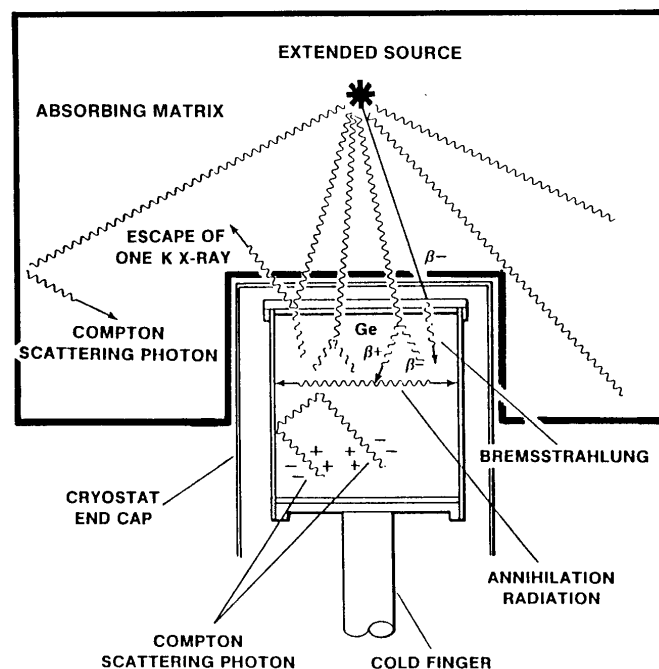 EXTENDED SOURCE
ABSORBING MATRIX
ESCAPE OF
ONE K X-RAY
β−
COMPTON
SCATTERING PHOTON
Ge
β+
β−
+ + + +
− − − −
BREMSSTRAHLUNG
CRYOSTAT
END CAP
ANNIHILATION
RADIATION
COMPTON
SCATTERING PHOTON
COLD FINGER